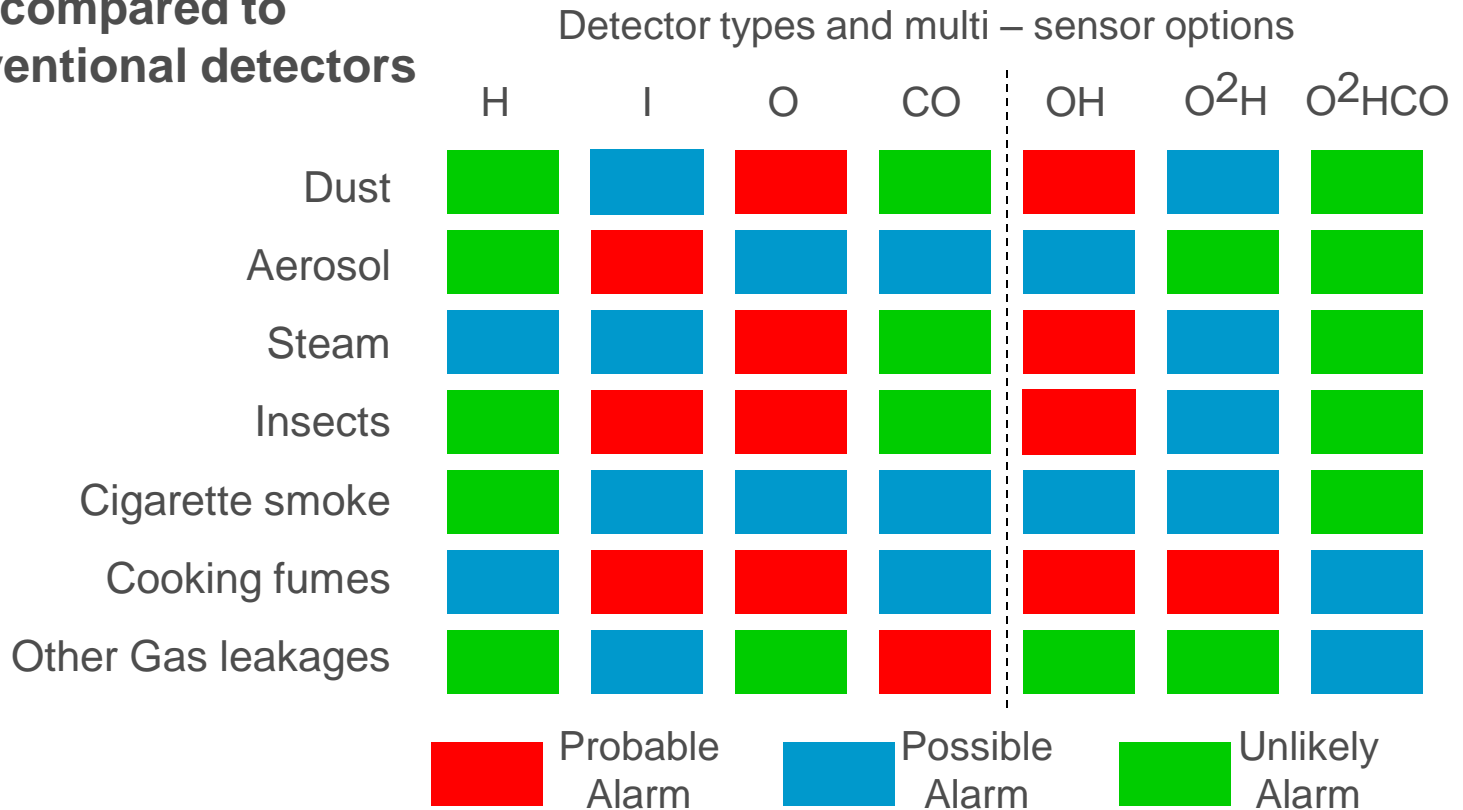 compared to
ventional detectors
Detector types and multi – sensor options
H I O CO OH O²H O²HCO
Dust
Aerosol
Steam
Insects
Cigarette smoke
Cooking fumes
Other Gas leakages
Probable
Alarm
Possible
Alarm
Unlikely
Alarm